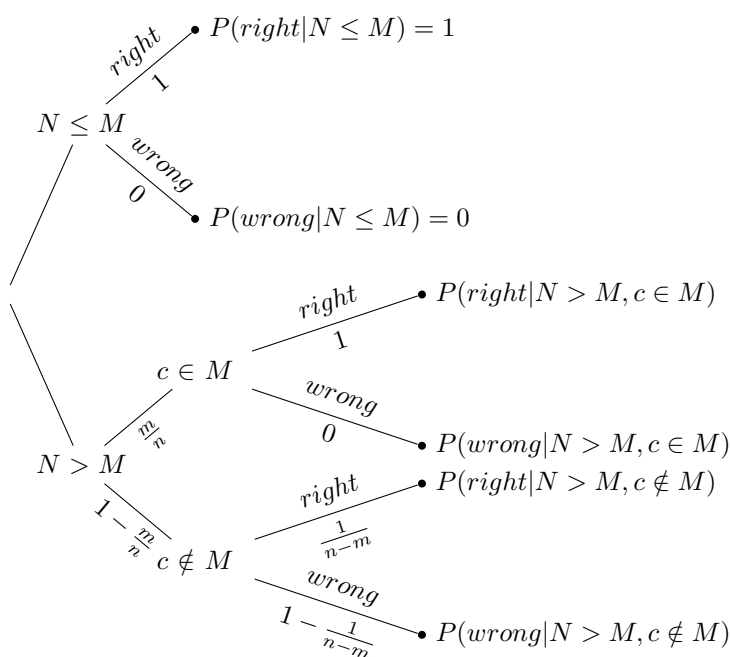 right
1
P(right|N ≤ M) = 1
N ≤ M
wrong
0
P(wrong|N ≤ M) = 0
right
1
P(right|N > M, c ∈ M)
c ∈ M
wrong
0
P(wrong|N > M, c ∈ M)
m/n
N > M
1 − m/n
right
1/(n−m)
P(right|N > M, c ∉ M)
c ∉ M
wrong
1 − 1/(n−m)
P(wrong|N > M, c ∉ M)